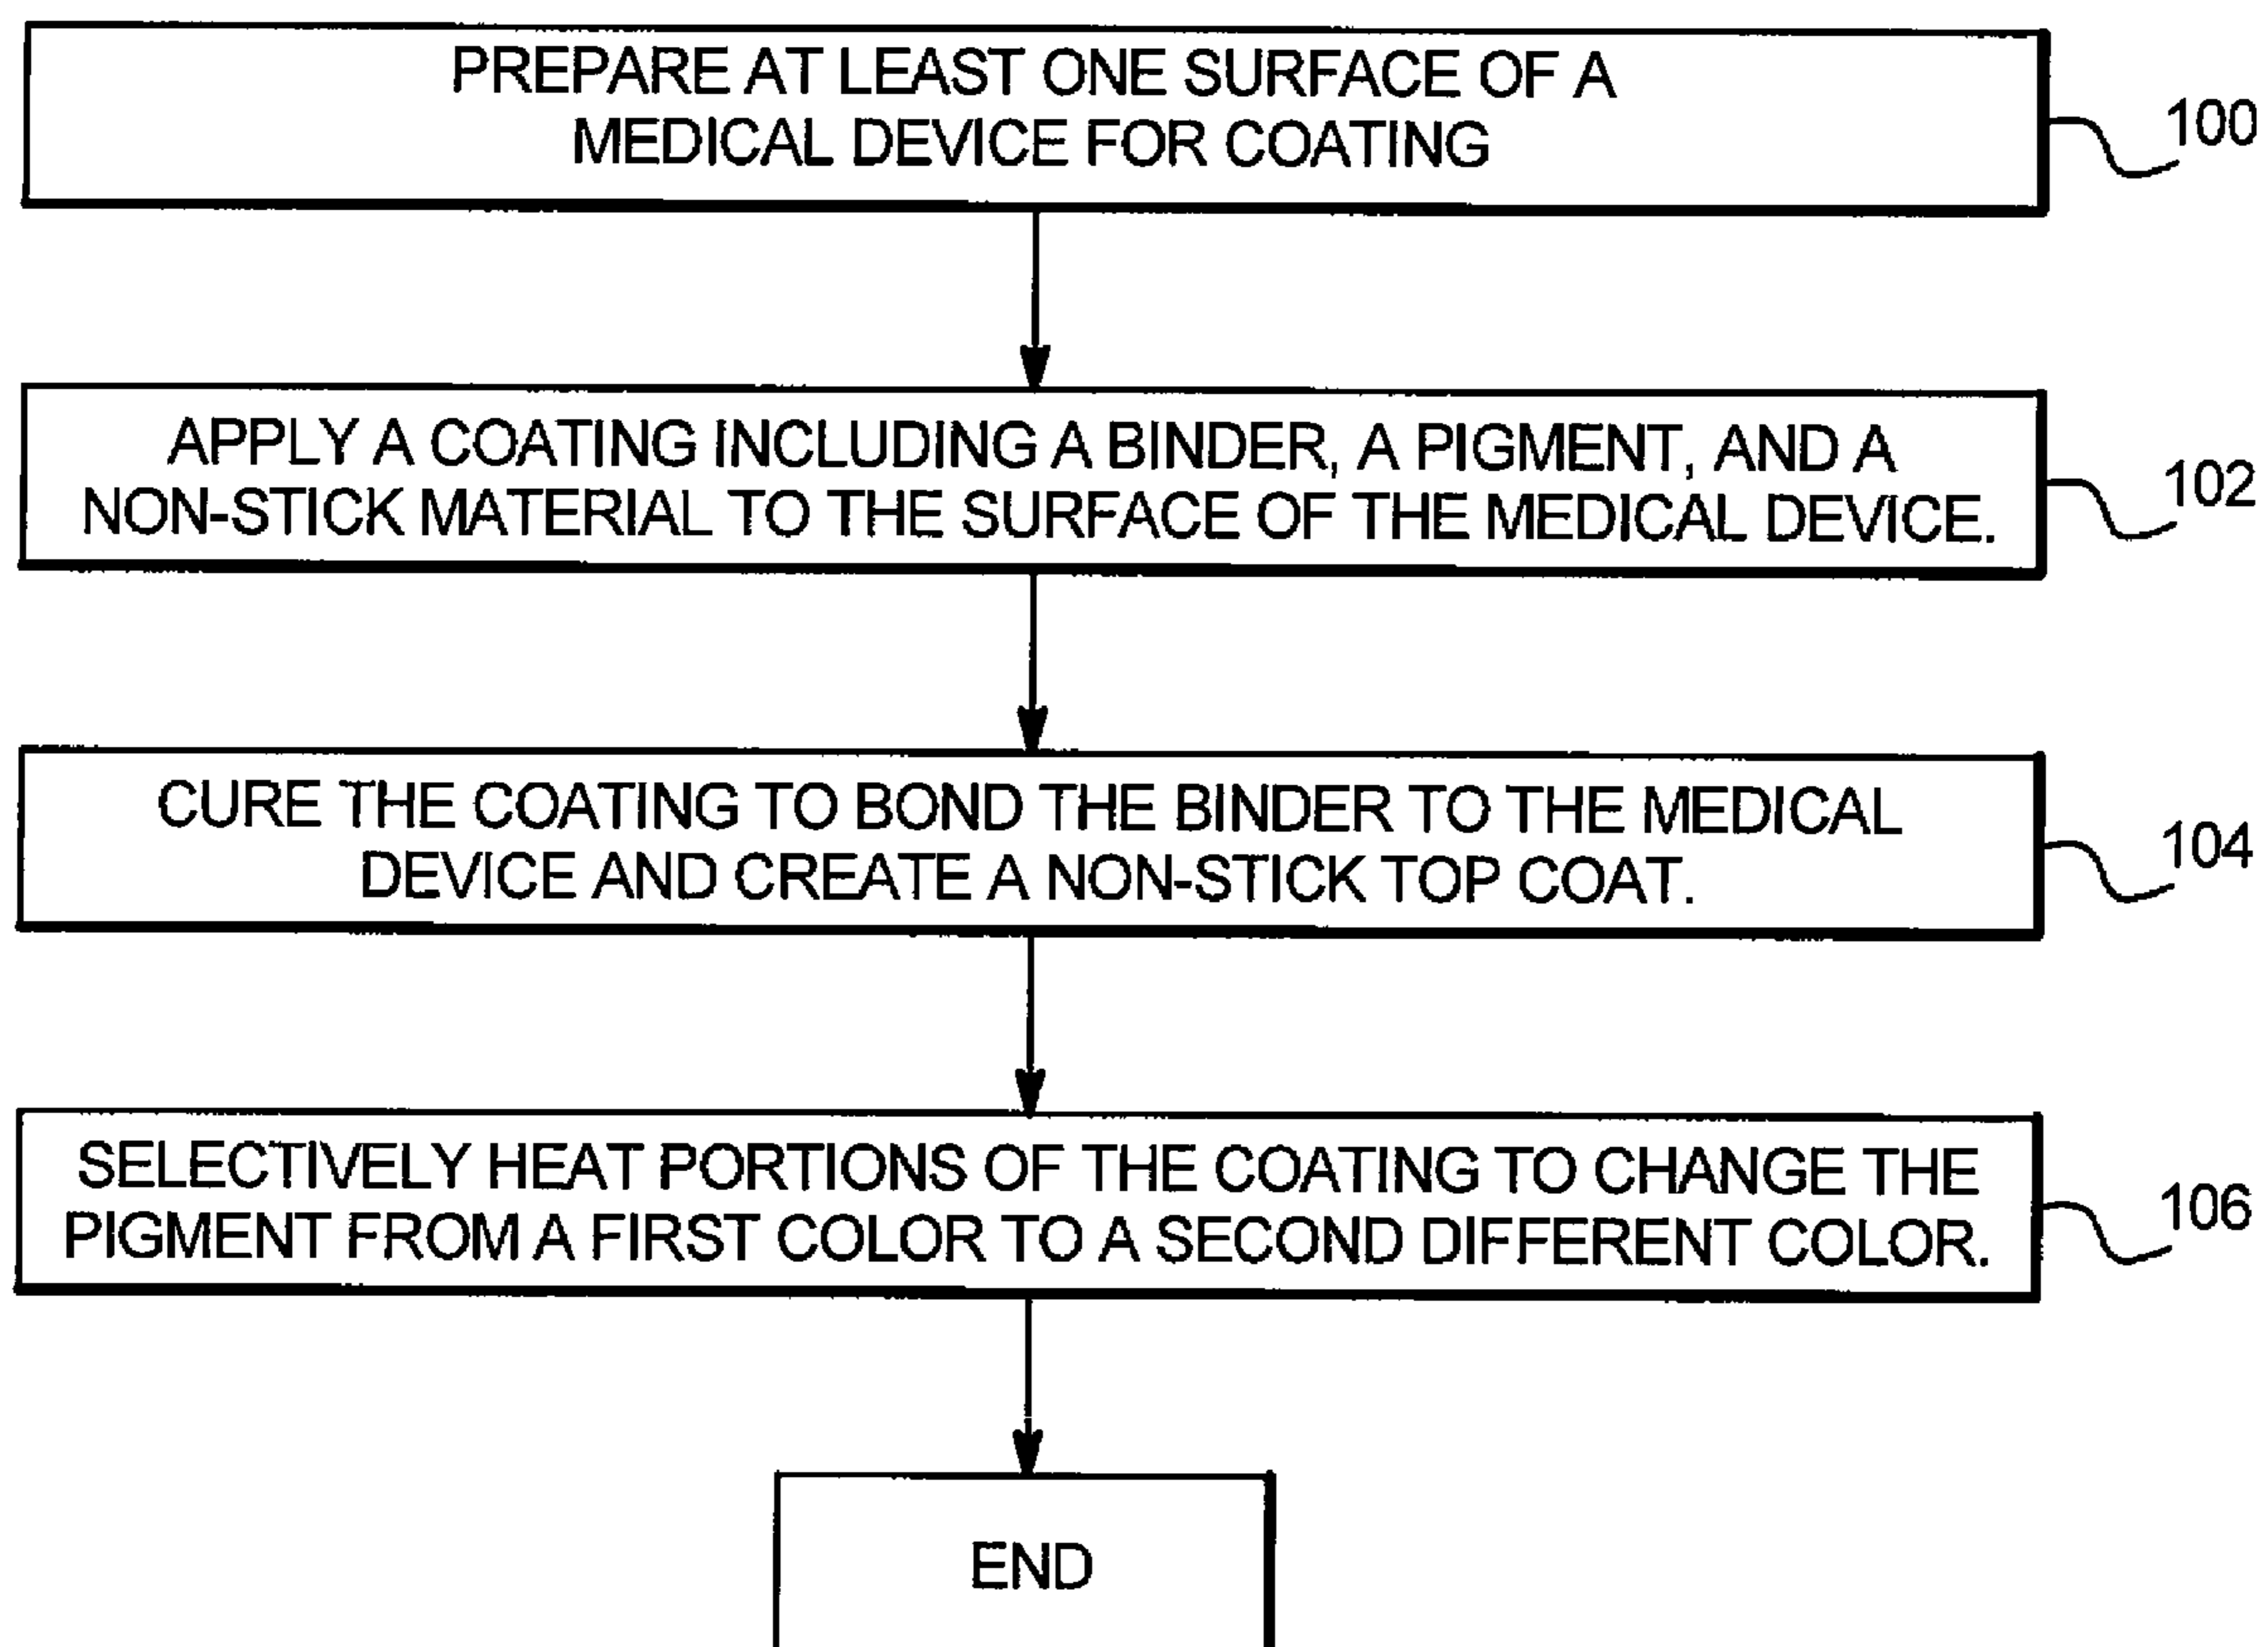 PREPARE AT LEAST ONE SURFACE OF A
MEDICAL DEVICE FOR COATING
100
APPLY A COATING INCLUDING A BINDER, A PIGMENT, AND A
NON-STICK MATERIAL TO THE SURFACE OF THE MEDICAL DEVICE.
102
CURE THE COATING TO BOND THE BINDER TO THE MEDICAL
DEVICE AND CREATE A NON-STICK TOP COAT.
104
SELECTIVELY HEAT PORTIONS OF THE COATING TO CHANGE THE
PIGMENT FROM A FIRST COLOR TO A SECOND DIFFERENT COLOR.
106
END